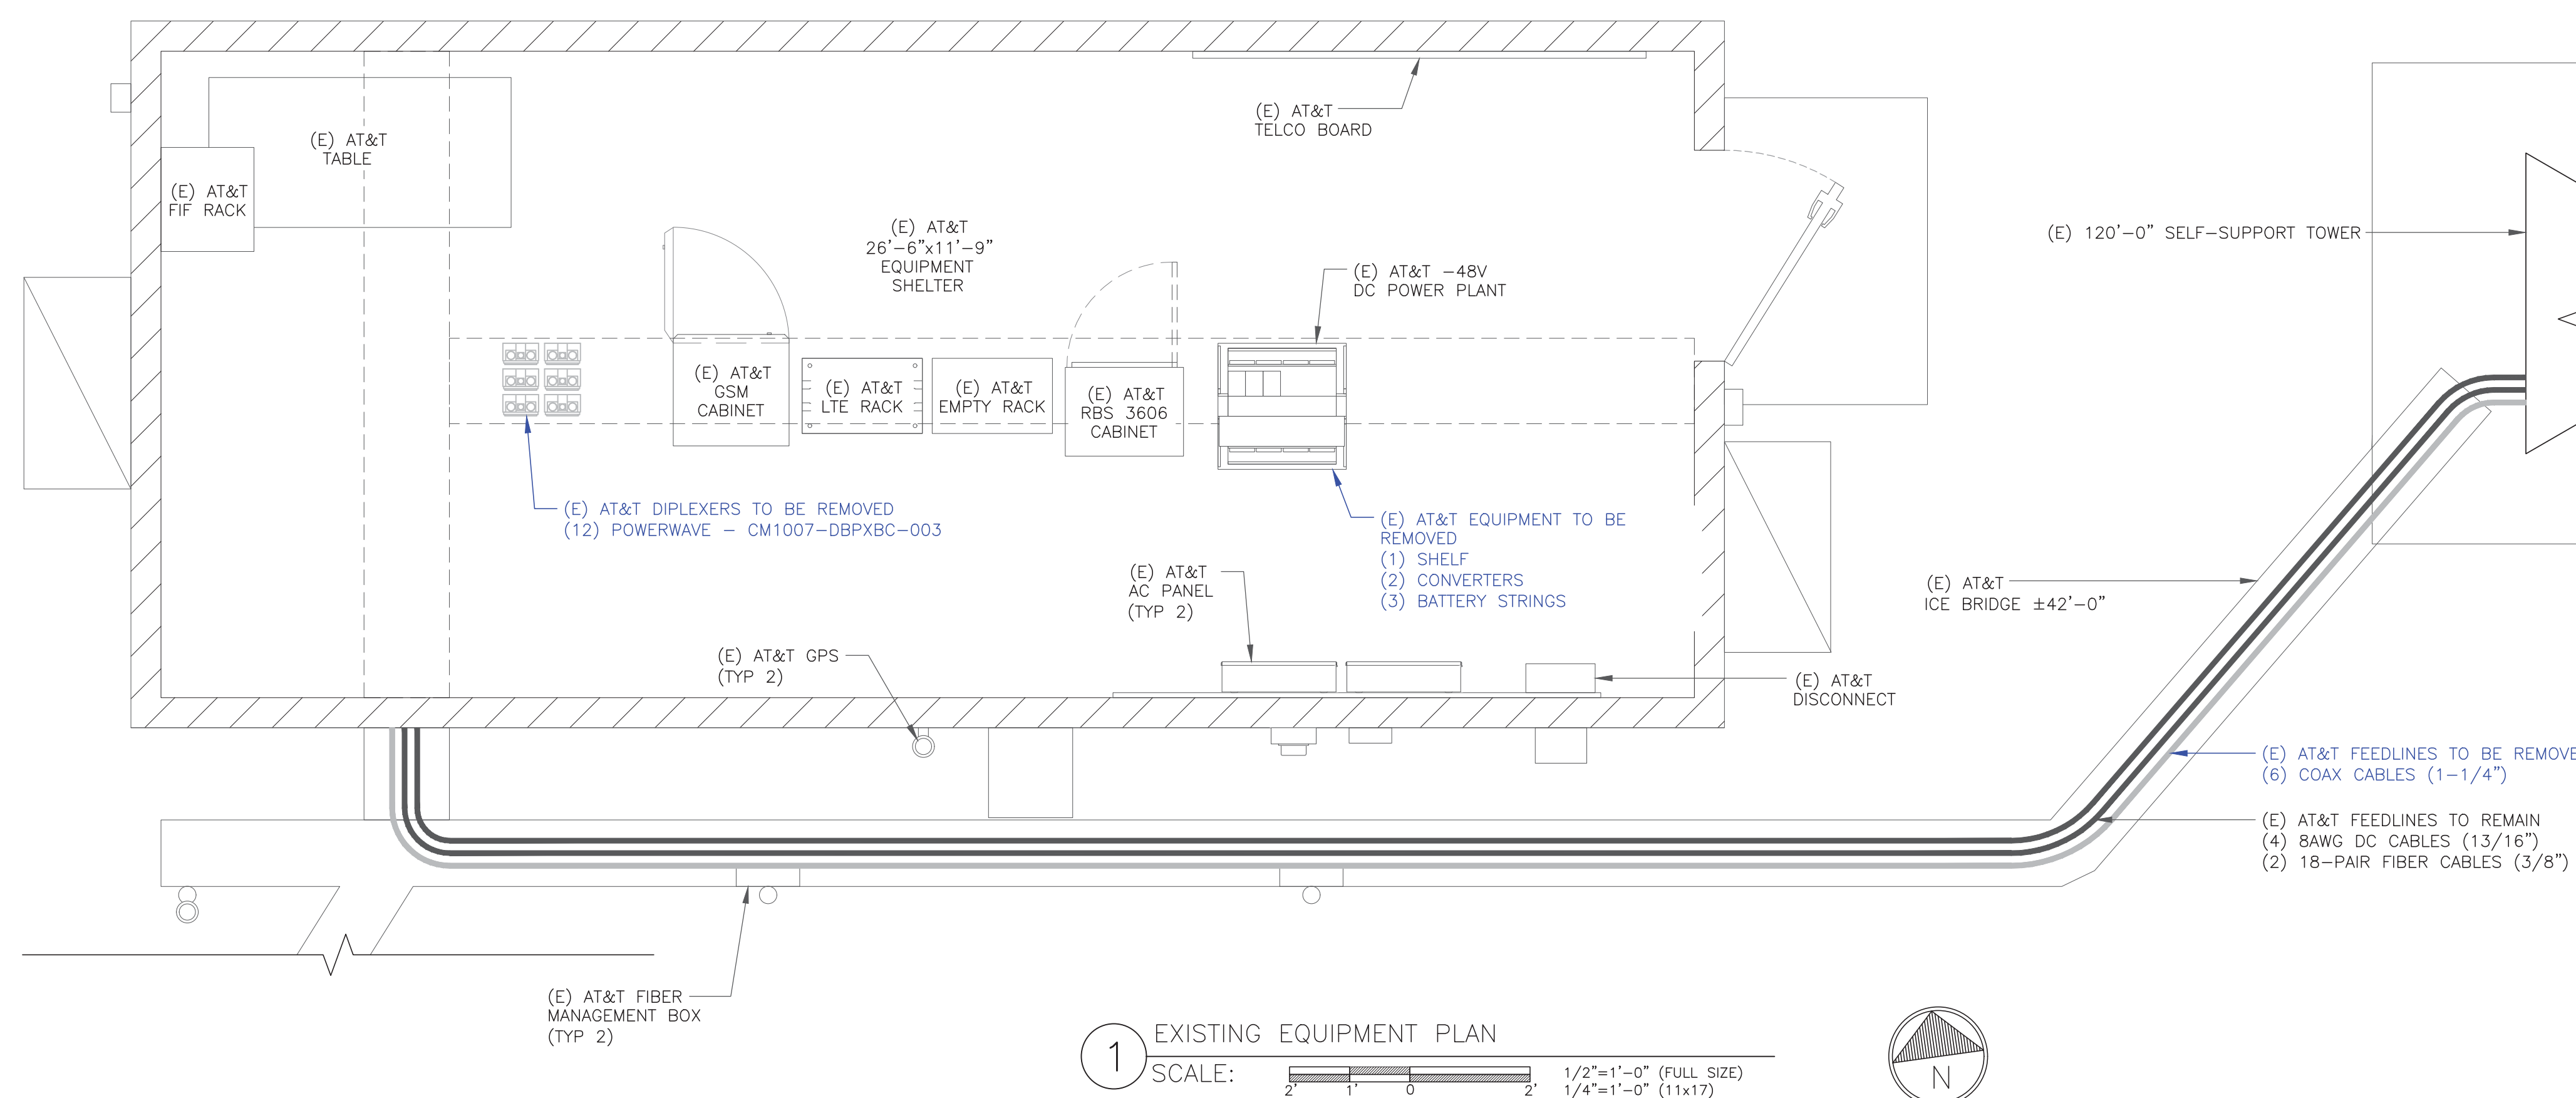 (E) AT&T
TELCO BOARD
(E) AT&T
TABLE
(E) AT&T
FIF RACK
(E) AT&T
26'-6"x11'-9"
EQUIPMENT
SHELTER
(E) 120'-0" SELF-SUPPORT TOWER
(E) AT&T -48V
DC POWER PLANT
(E) AT&T
GSM
CABINET
(E) AT&T
LTE RACK
(E) AT&T
EMPTY RACK
(E) AT&T
RBS 3606
CABINET
(E) AT&T DIPLEXERS TO BE REMOVED
(12) POWERWAVE - CM1007-DBPXBC-003
(E) AT&T EQUIPMENT TO BE
REMOVED
(1) SHELF
(2) CONVERTERS
(3) BATTERY STRINGS
(E) AT&T
AC PANEL
(TYP 2)
(E) AT&T
ICE BRIDGE ±42'-0"
(E) AT&T GPS
(TYP 2)
(E) AT&T
DISCONNECT
(E) AT&T FEEDLINES TO BE REMOVE
(6) COAX CABLES (1-1/4")
(E) AT&T FEEDLINES TO REMAIN
(4) 8AWG DC CABLES (13/16")
(2) 18-PAIR FIBER CABLES (3/8")
(E) AT&T FIBER
MANAGEMENT BOX
(TYP 2)
1
EXISTING EQUIPMENT PLAN
SCALE:
2' 1' 0 2'
1/2"=1'-0" (FULL SIZE)
1/4"=1'-0" (11x17)
N